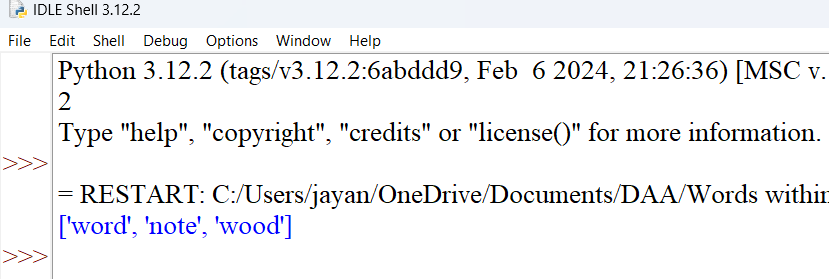 IDLE Shell 3.12.2
File Edit Shell Debug Options Window Help
Python 3.12.2 (tags/v3.12.2:6abddd9, Feb  6 2024, 21:26:36) [MSC v.
2
Type "help", "copyright", "credits" or "license()" for more information.
>>>
= RESTART: C:/Users/jayan/OneDrive/Documents/DAA/Words within
['word', 'note', 'wood']
>>>